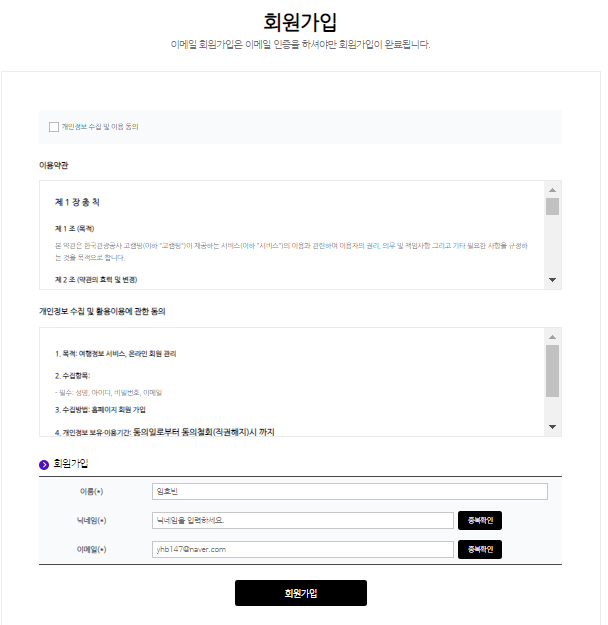 회원가입
이메일 회원가입은 이메일 인증을 하셔야만 회원가입이 완료됩니다.
개인정보 수집 및 이용 동의
이용약관
제 1 장 총 칙
제 1 조 (목적)
본 약관은 한국관광공사 고캠핑(이하 "고캠핑")이 제공하는 서비스(이하 "서비스")의 이용과 관련하여 이용자의 권리, 의무 및 책임사항 그리고 기타 필요한 사항을 규정하
는 것을 목적으로 합니다.
제 2 조 (약관의 효력 및 변경)
개인정보 수집 및 활용이용에 관한 동의
1. 목적: 여행정보 서비스, 온라인 회원 관리
2. 수집항목:
- 필수: 성명, 아이디, 비밀번호, 이메일
3. 수집방법: 홈페이지 회원 가입
4. 개인정보 보유·이용기간: 동의일로부터 동의철회(직권해지)시 까지
회원가입
이름(*) 임호빈
닉네임(*) 닉네임을 입력하세요. 중복확인
이메일(*) yhb147@naver.com 중복확인
회원가입